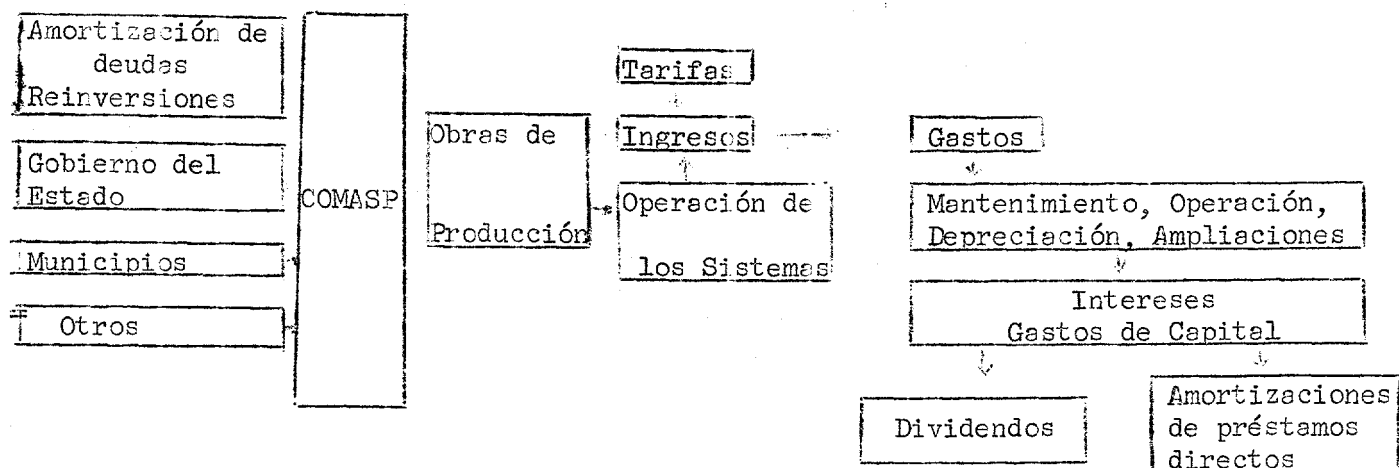 Amortización de
deudas
Reinversiones
Gobierno del
Estado
Municipios
Otros
COMASP
Obras de
Producción
Tarifas
Ingresos
Operación de
los Sistemas
Gastos
Mantenimiento, Operación,
Depreciación, Ampliaciones
Intereses
Gastos de Capital
Dividendos
Amortizaciones
de préstamos
directos